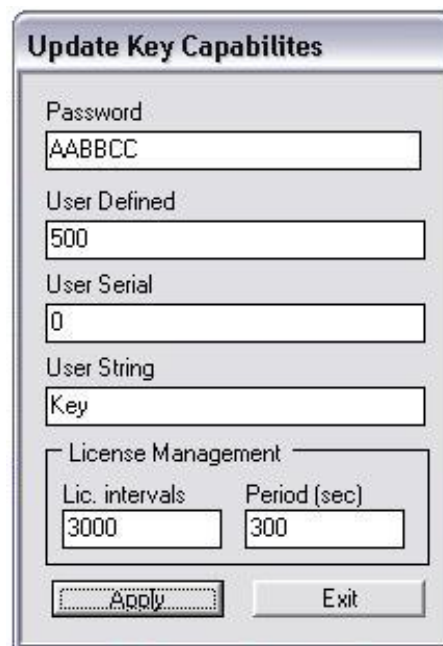 Update Key Capabilites
Password
AABBCC
User Defined
500
User Serial
0
User String
Key
License Management
Lic. intervals Period (sec)
3000 300
Apply Exit